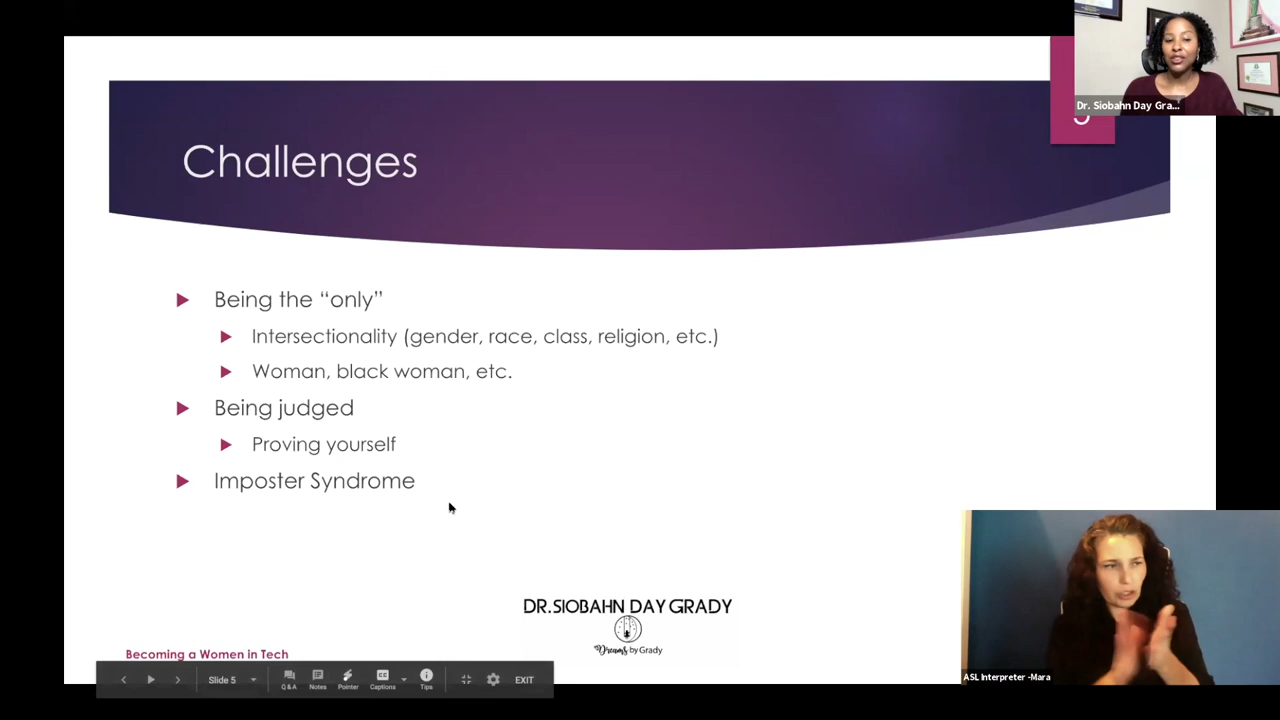 Dr. Siobahn Day Gra...
Challenges
Being the “only”
Intersectionality (gender, race, class, religion, etc.)
Woman, black woman, etc.
Being judged
Proving yourself
Imposter Syndrome
DR. SIOBAHN DAY GRADY
Dreams by Grady
Becoming a Women in Tech
Slide 5
Q&A
Notes
Pointer
Captions
Tips
EXIT
ASL Interpreter -Mara